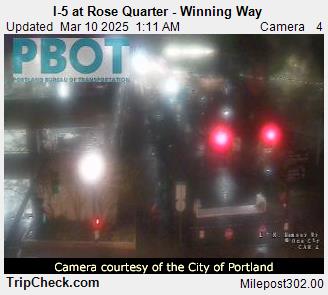 I-5 at Rose Quarter - Winning Way
Updated Mar 10 2025 1:11 AM Camera 4
PBOT
PORTLAND BUREAU OF TRANSPORTATION
Camera courtesy of the City of Portland
TripCheck.com Milepost302.00